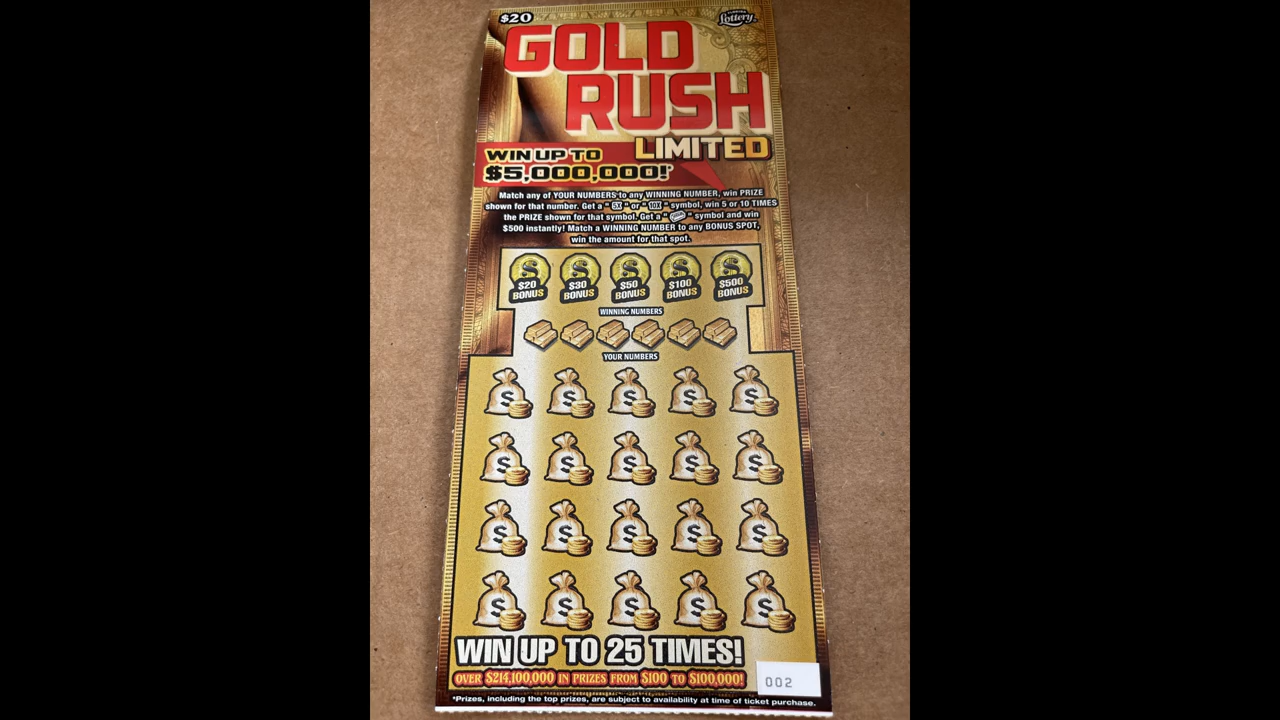 $20
FLORIDA
Lottery
GOLD
RUSH
LIMITED
WIN UP TO
$5,000,000!*
Match any of YOUR NUMBERS to any WINNING NUMBER, win PRIZE
shown for that number. Get a "5X" or "10X" symbol, win 5 or 10 TIMES
the PRIZE shown for that symbol. Get a " " symbol and win
$500 instantly! Match a WINNING NUMBER to any BONUS SPOT,
win the amount for that spot.
$20 $30 $50 $100 $500
BONUS BONUS BONUS BONUS BONUS
WINNING NUMBERS
YOUR NUMBERS
WIN UP TO 25 TIMES!
OVER $214,100,000 IN PRIZES FROM $100 TO $100,000!
002
*Prizes, including the top prizes, are subject to availability at time of ticket purchase.